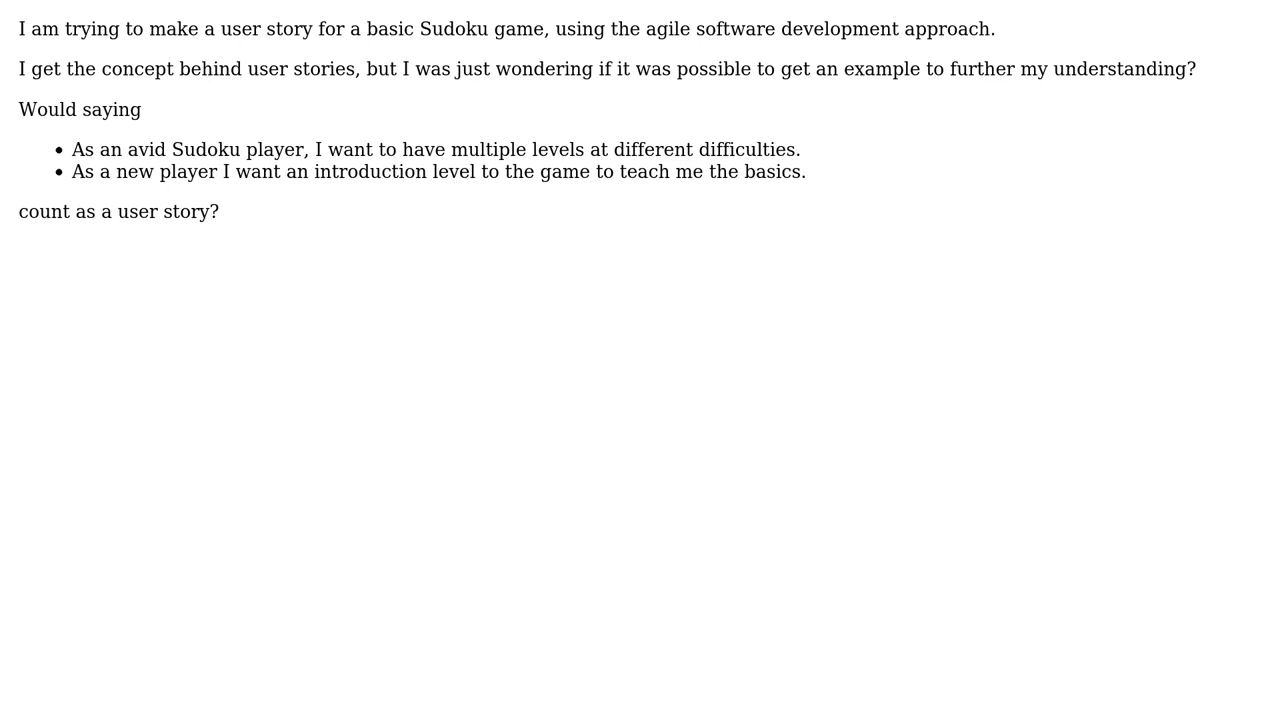 I am trying to make a user story for a basic Sudoku game, using the agile software development approach.
I get the concept behind user stories, but I was just wondering if it was possible to get an example to further my understanding?
Would saying
• As an avid Sudoku player, I want to have multiple levels at different difficulties.
• As a new player I want an introduction level to the game to teach me the basics.
count as a user story?